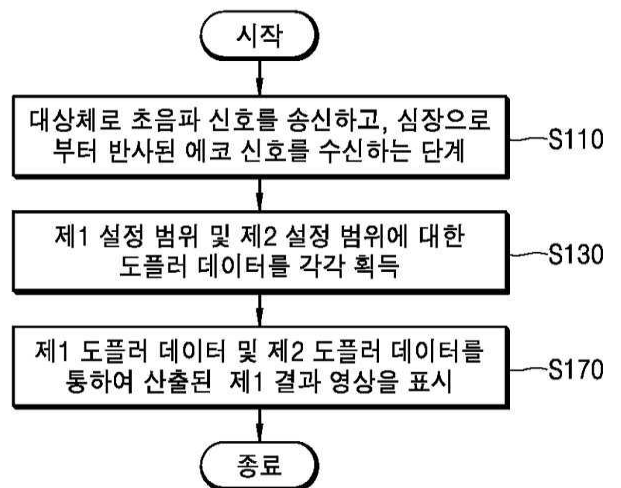 시작
대상체로 초음파 신호를 송신하고, 심장으로
부터 반사된 에코 신호를 수신하는 단계
S110
제1 설정 범위 및 제2 설정 범위에 대한
도플러 데이터를 각각 획득
S130
제1 도플러 데이터 및 제2 도플러 데이터를
통하여 산출된 제1 결과 영상을 표시
S170
종료